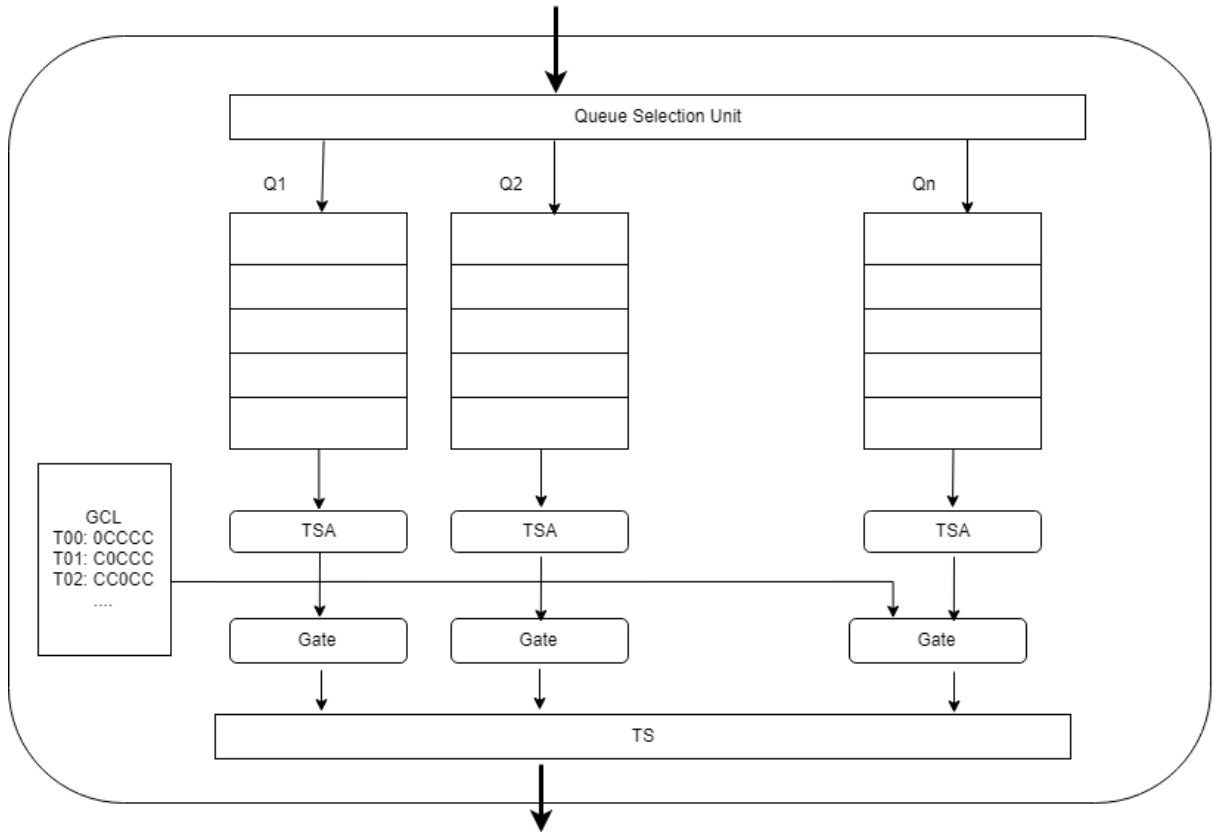 Queue Selection Unit
Q1
Q2
Qn
GCL
T00: 0CCCC
T01: C0CCC
T02: CC0CC
....
TSA
TSA
TSA
Gate
Gate
Gate
TS